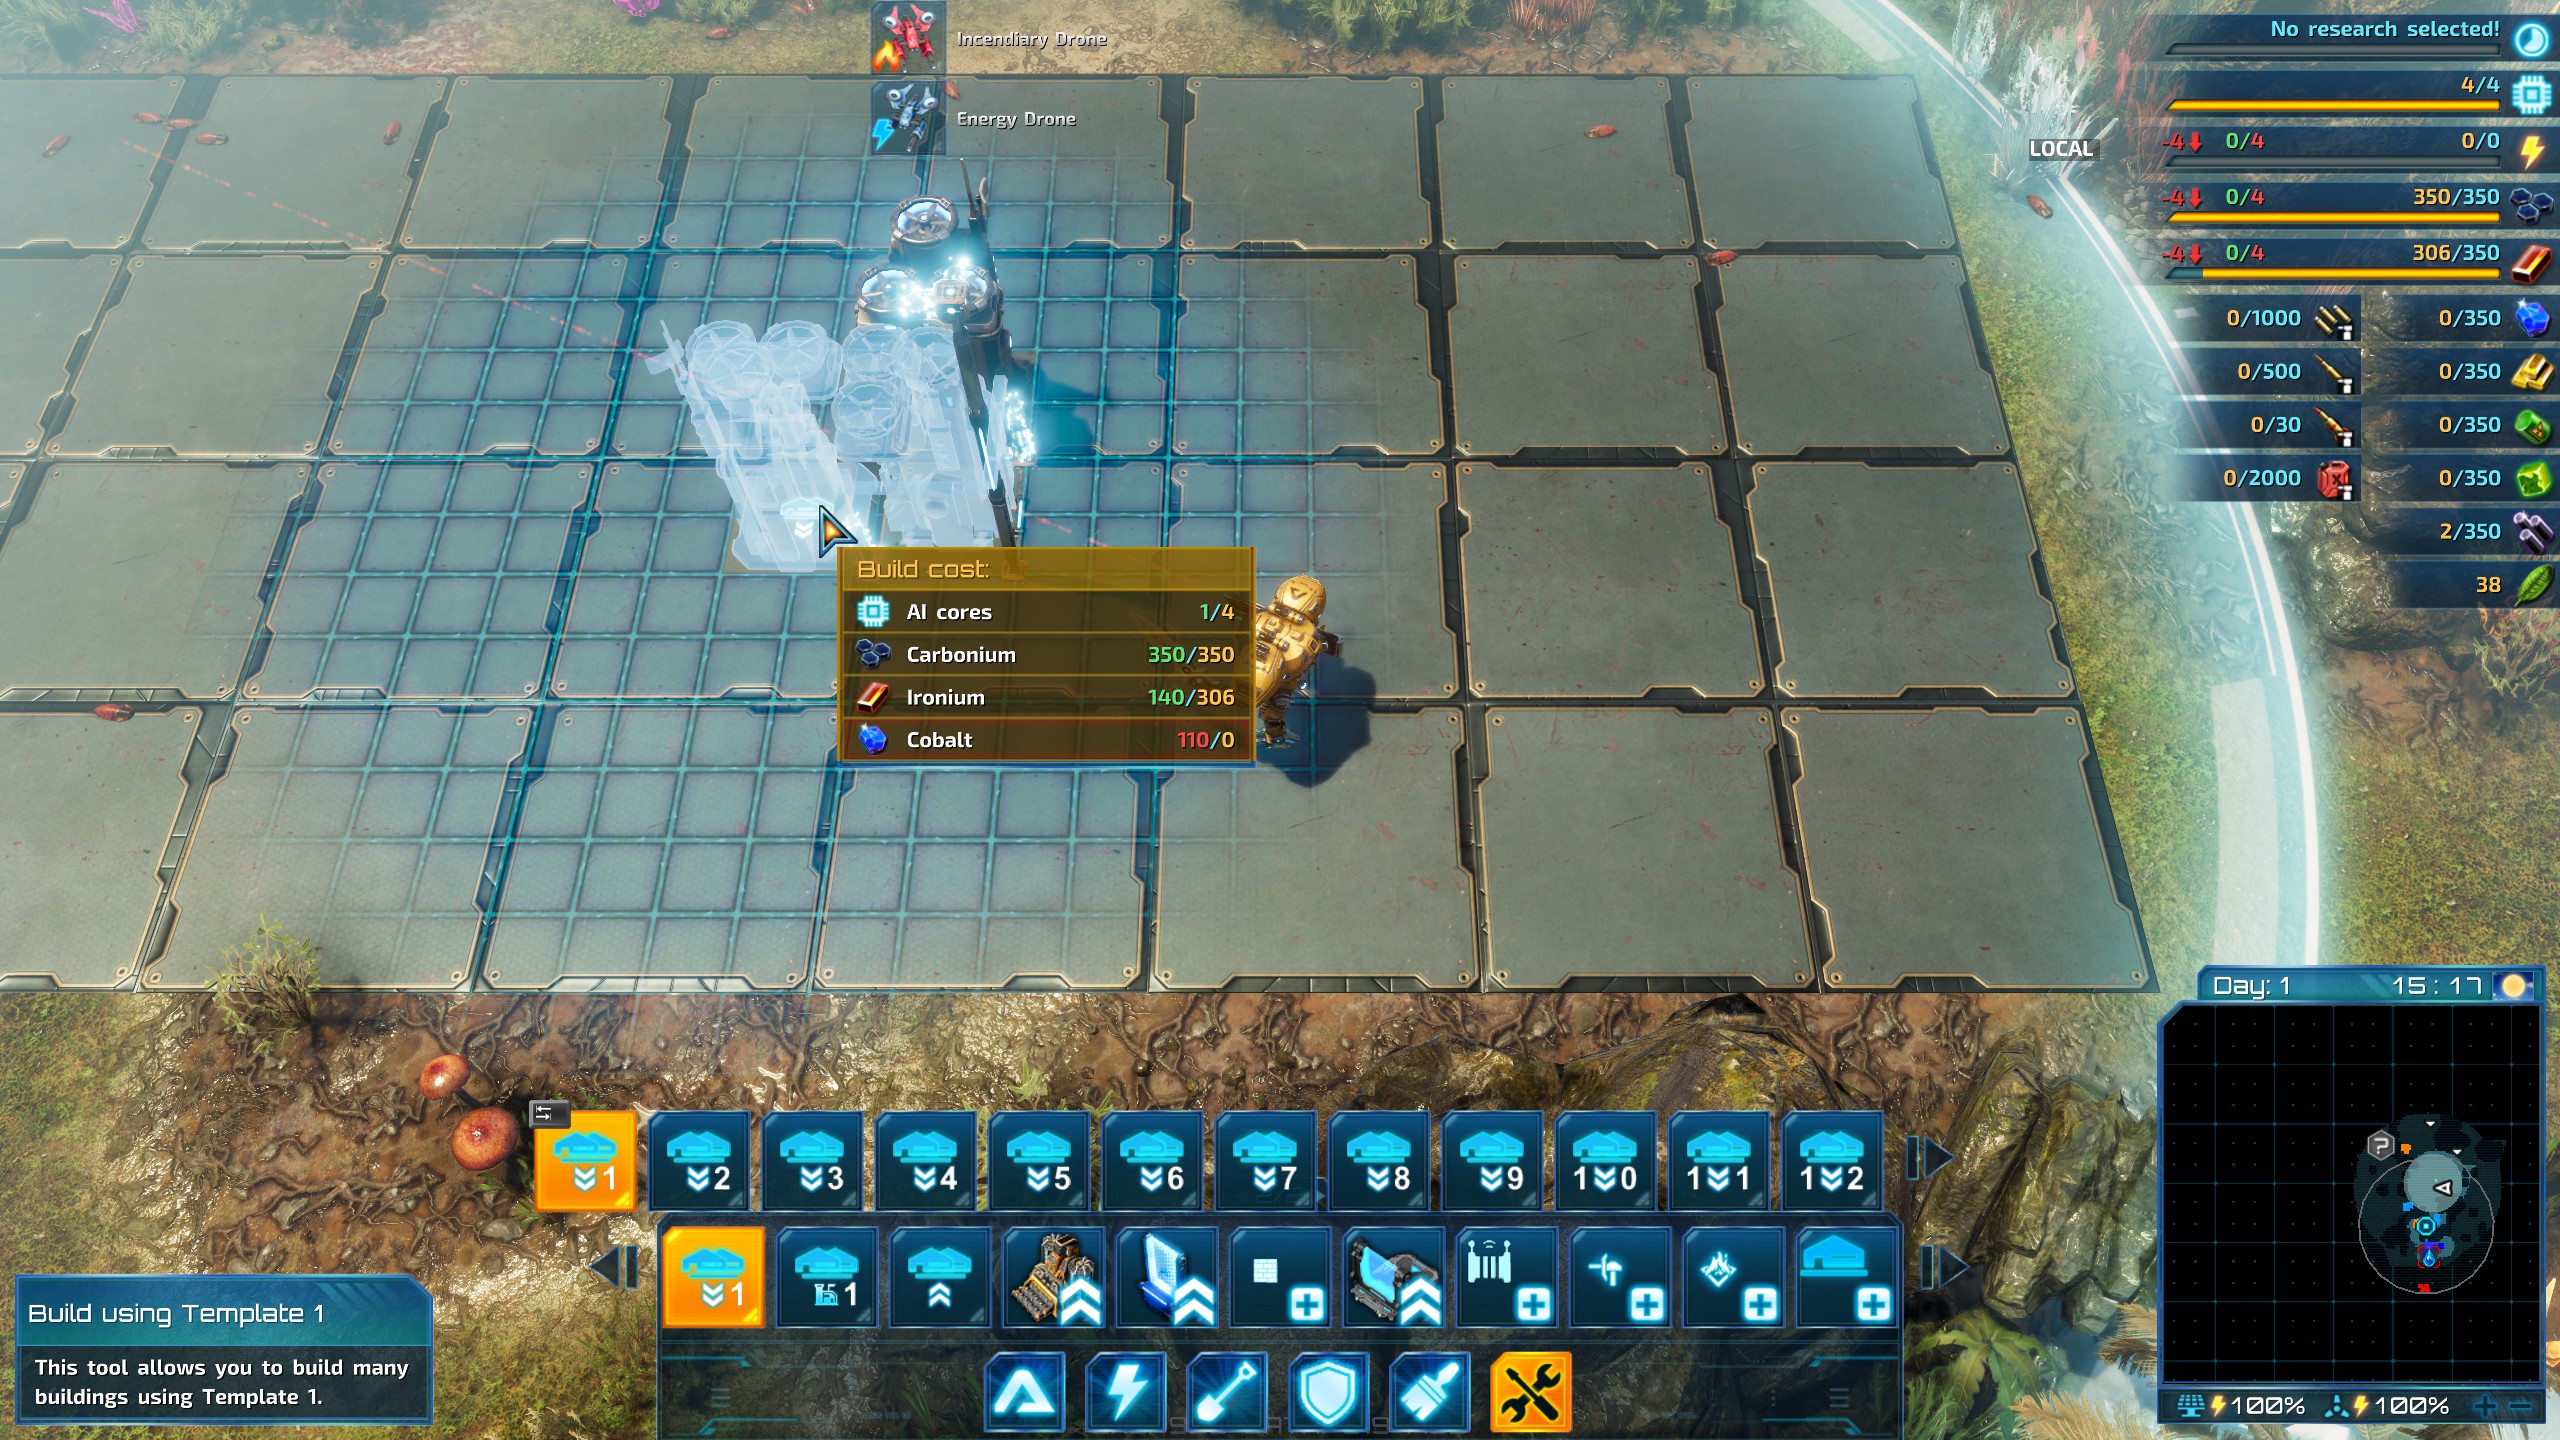 Incendiary Drone
Energy Drone
No research selected!
4/4
-4 0/4 0/0
LOCAL
-4 0/4 350/350
-4 0/4 306/350
0/1000 0/350
0/500 0/350
0/30 0/350
0/2000 0/350
2/350
38
Build cost:
AI cores 1/4
Carbonium 350/350
Ironium 140/306
Cobalt 110/0
Day: 1 15:17
1 2 3 4 5 6 7 8 9 10 11 12
1 1
Build using Template 1
This tool allows you to build many
buildings using Template 1.
100% 100%